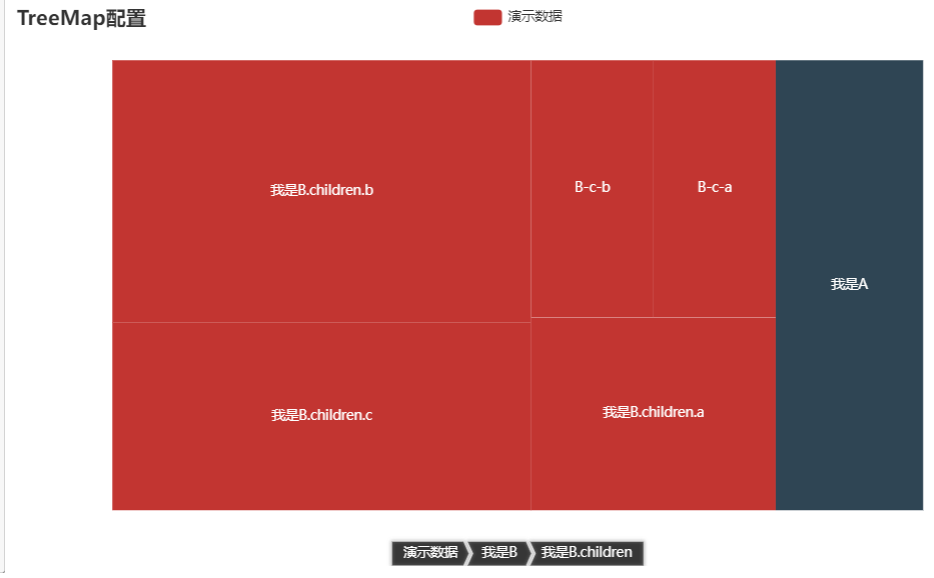 TreeMap配置
演示数据
我是B.children.b
B-c-b
B-c-a
我是A
我是B.children.c
我是B.children.a
演示数据
我是B
我是B.children